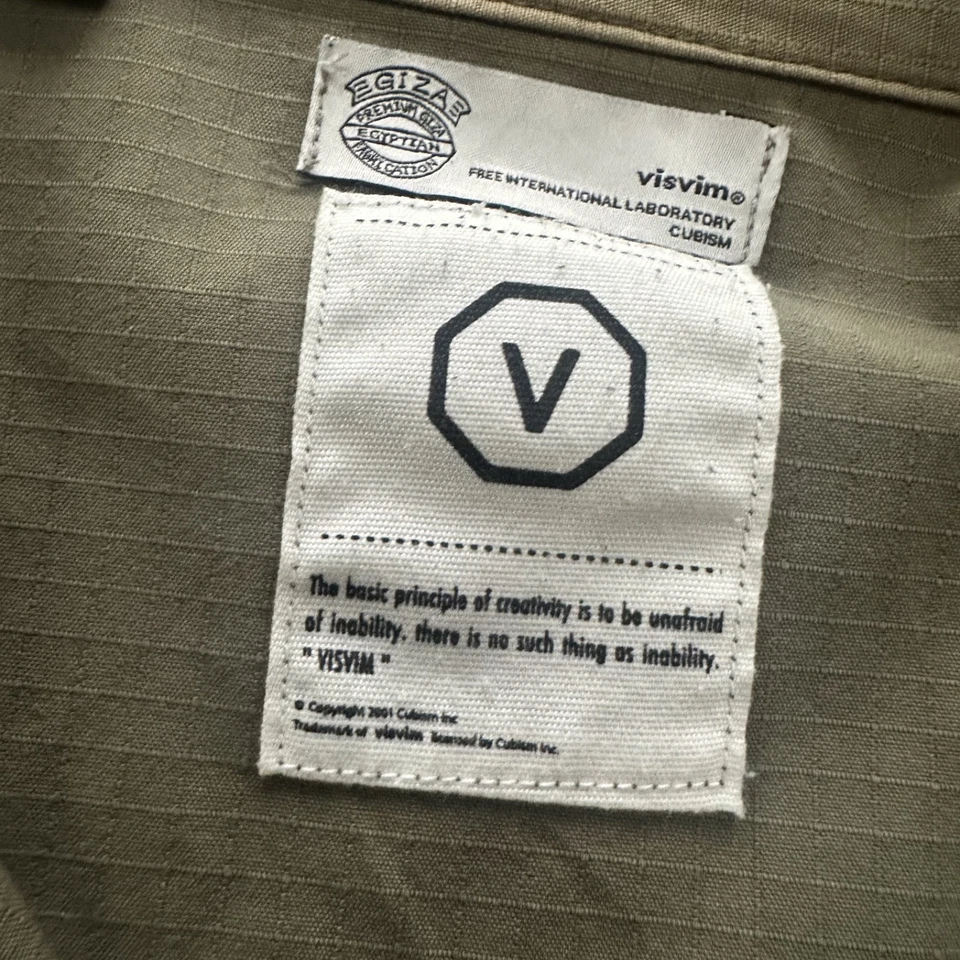 GIZA
PREMIUM GIZA
EGYPTIAN
FABRICATION
visvim®
FREE INTERNATIONAL LABORATORY
CUBISM
V
The basic principle of creativity is to be unafraid
of inability. there is no such thing as inability.
" VISVIM "
© Copyright 2001 Cubism Inc
Trademark of visvim licensed by Cubism Inc.